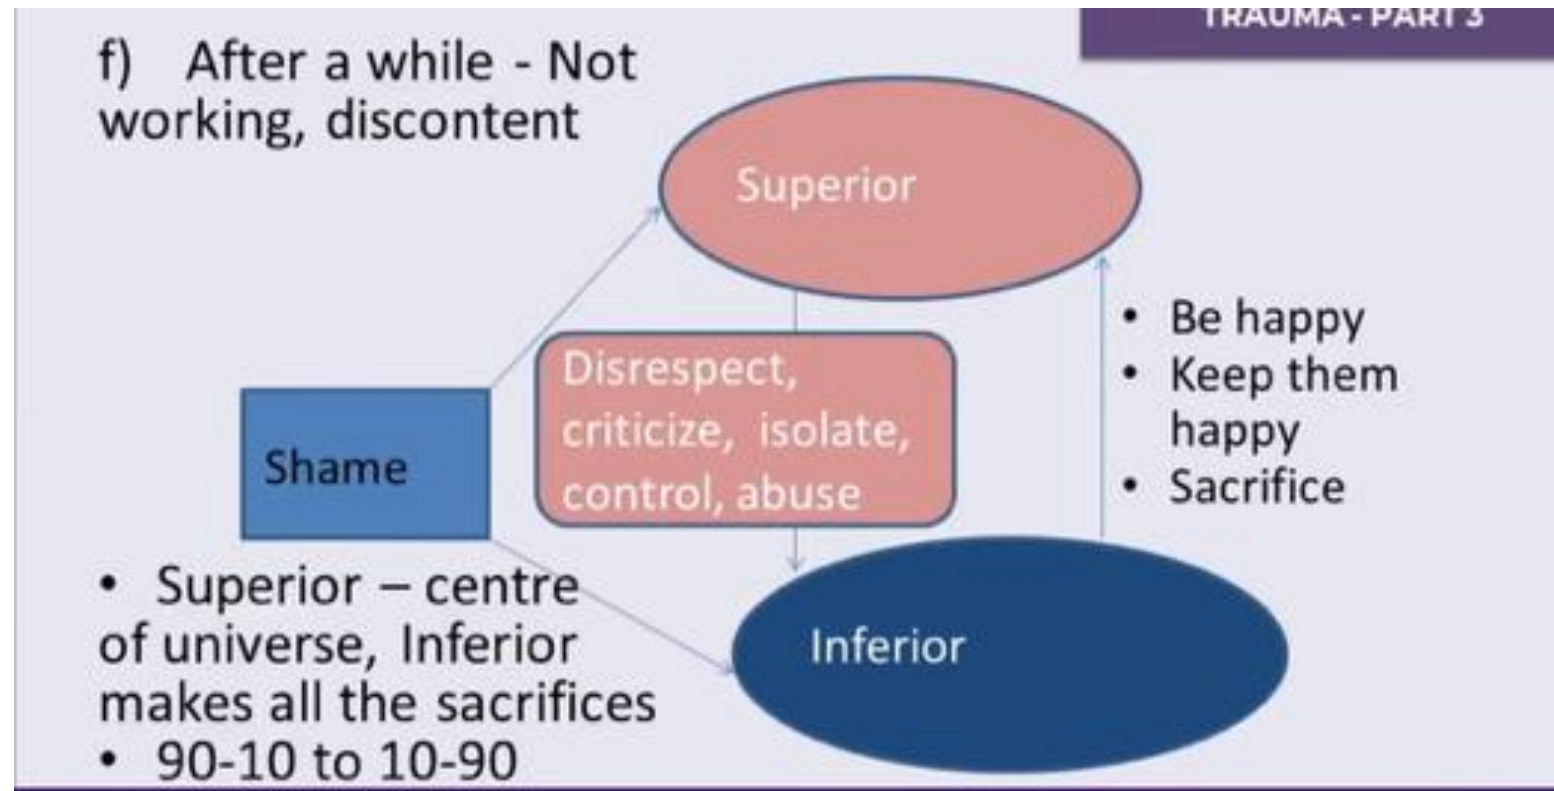 TRAUMA - PART 3
f) After a while - Not
working, discontent
Superior
Disrespect,
criticize, isolate,
control, abuse
• Be happy
• Keep them
happy
• Sacrifice
Shame
• Superior – centre
of universe, Inferior
makes all the sacrifices
• 90-10 to 10-90
Inferior